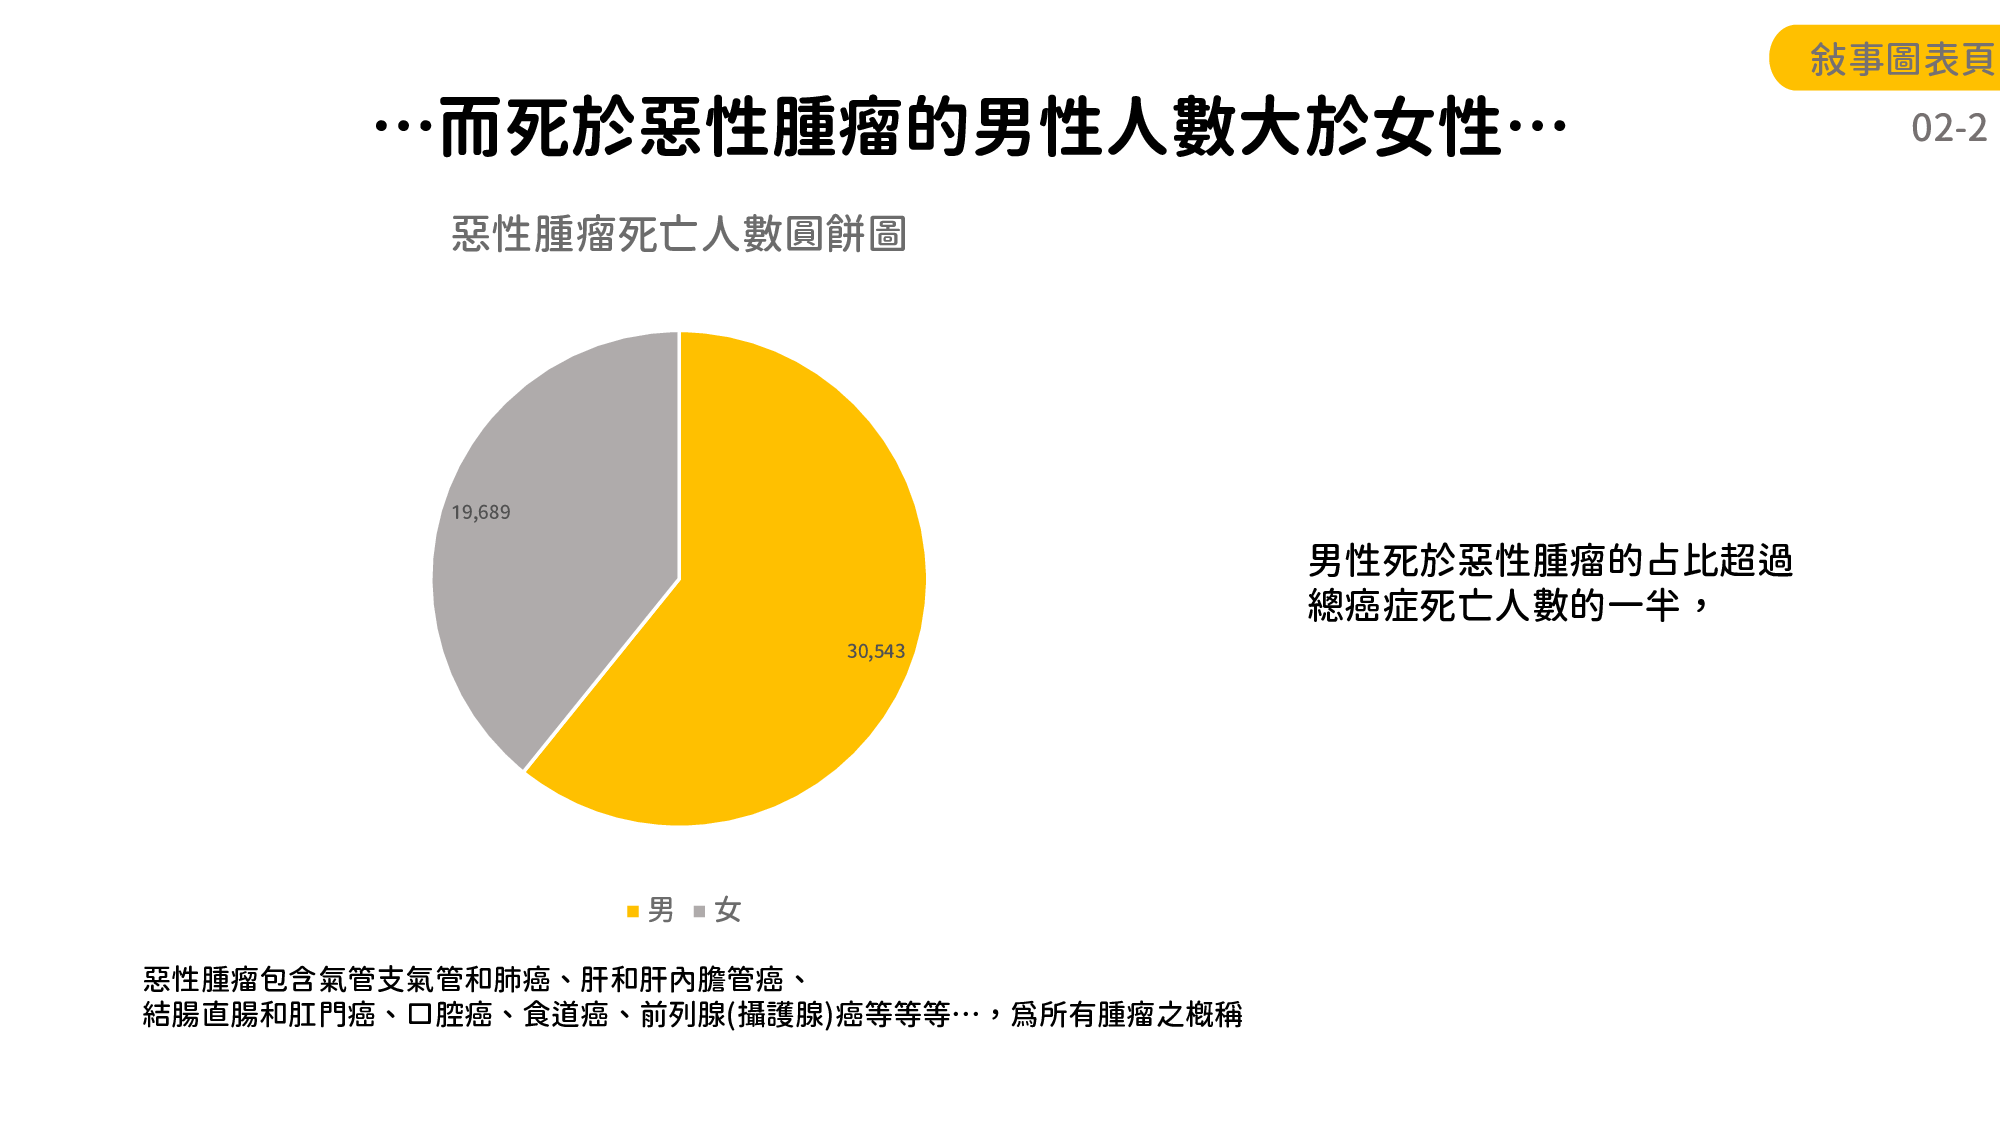 敍事圖表頁
02-2
…而死於惡性腫瘤的男性人數大於女性…
惡性腫瘤死亡人數圓餅圖
19,689
30,543
男性死於惡性腫瘤的占比超過
總癌症死亡人數的一半，
男 女
惡性腫瘤包含氣管支氣管和肺癌、肝和肝內膽管癌、
結腸直腸和肛門癌、口腔癌、食道癌、前列腺(攝護腺)癌等等等…，為所有腫瘤之概稱